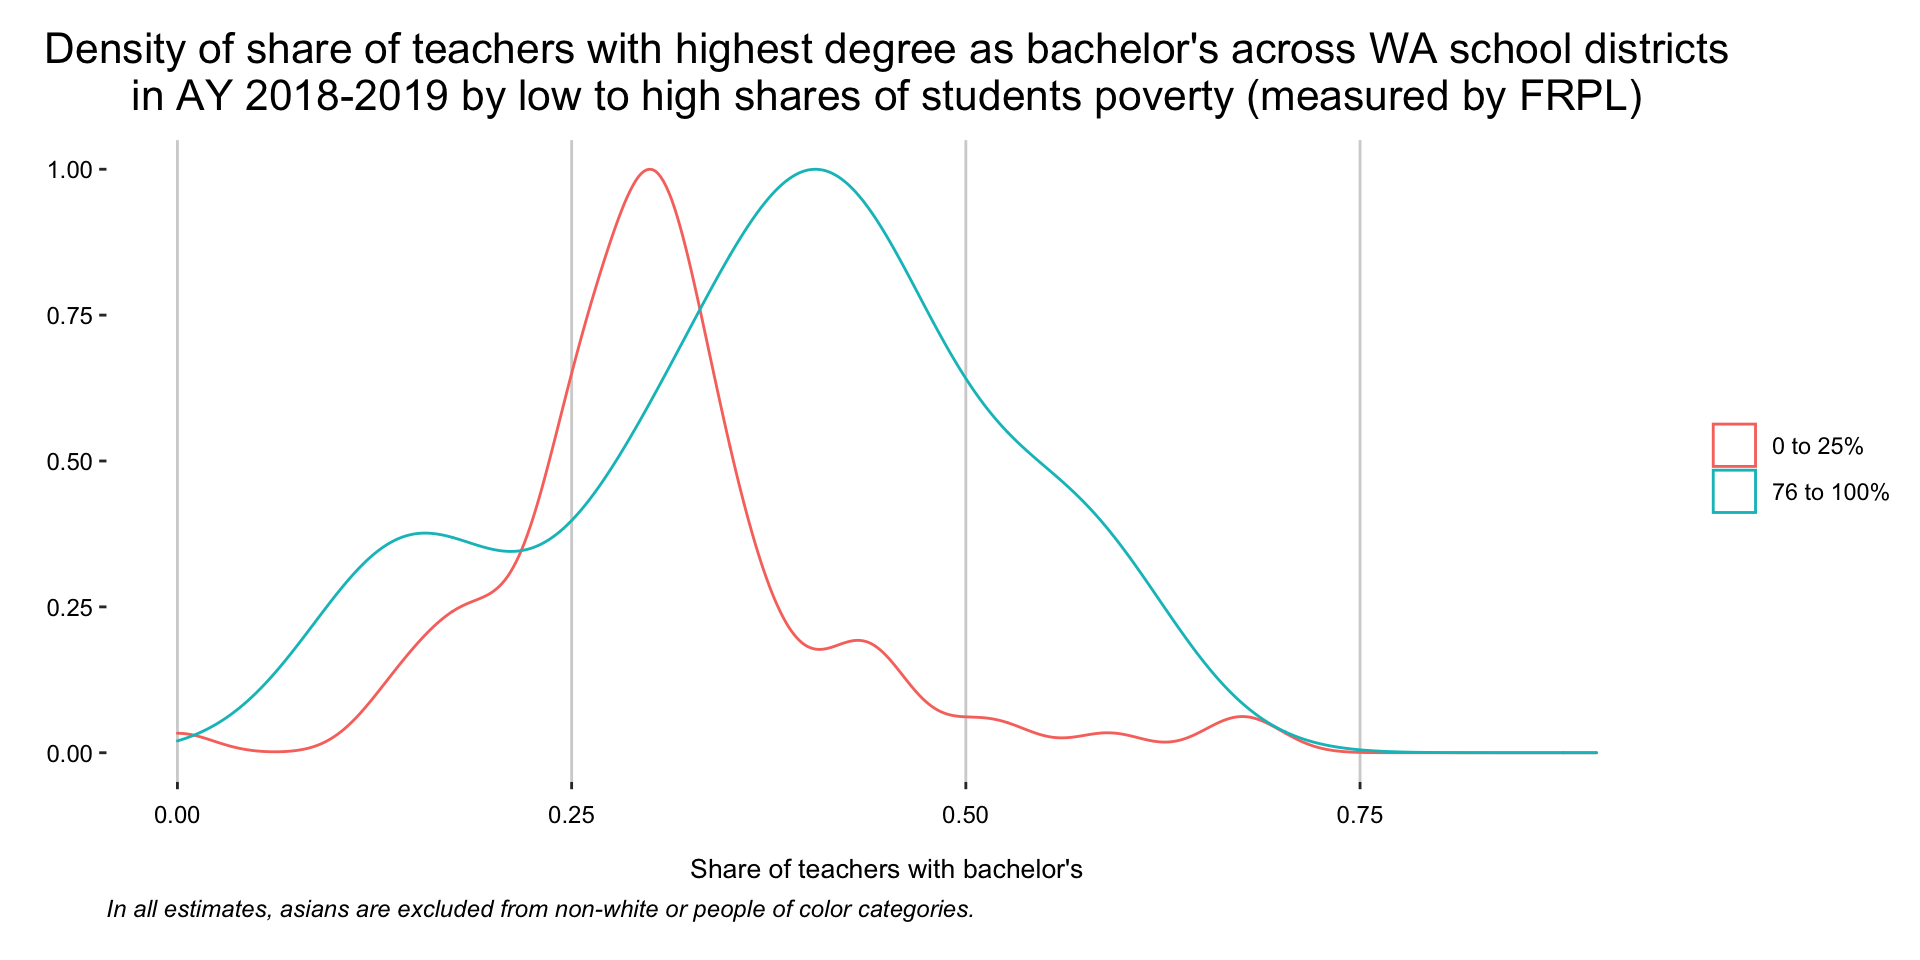 Density of share of teachers with highest degree as bachelor's across WA school districts
in AY 2018-2019 by low to high shares of students poverty (measured by FRPL)
1.00
0.75
0.50
0.25
0.00
0 to 25%
76 to 100%
0.00 0.25 0.50 0.75
Share of teachers with bachelor's
In all estimates, asians are excluded from non-white or people of color categories.